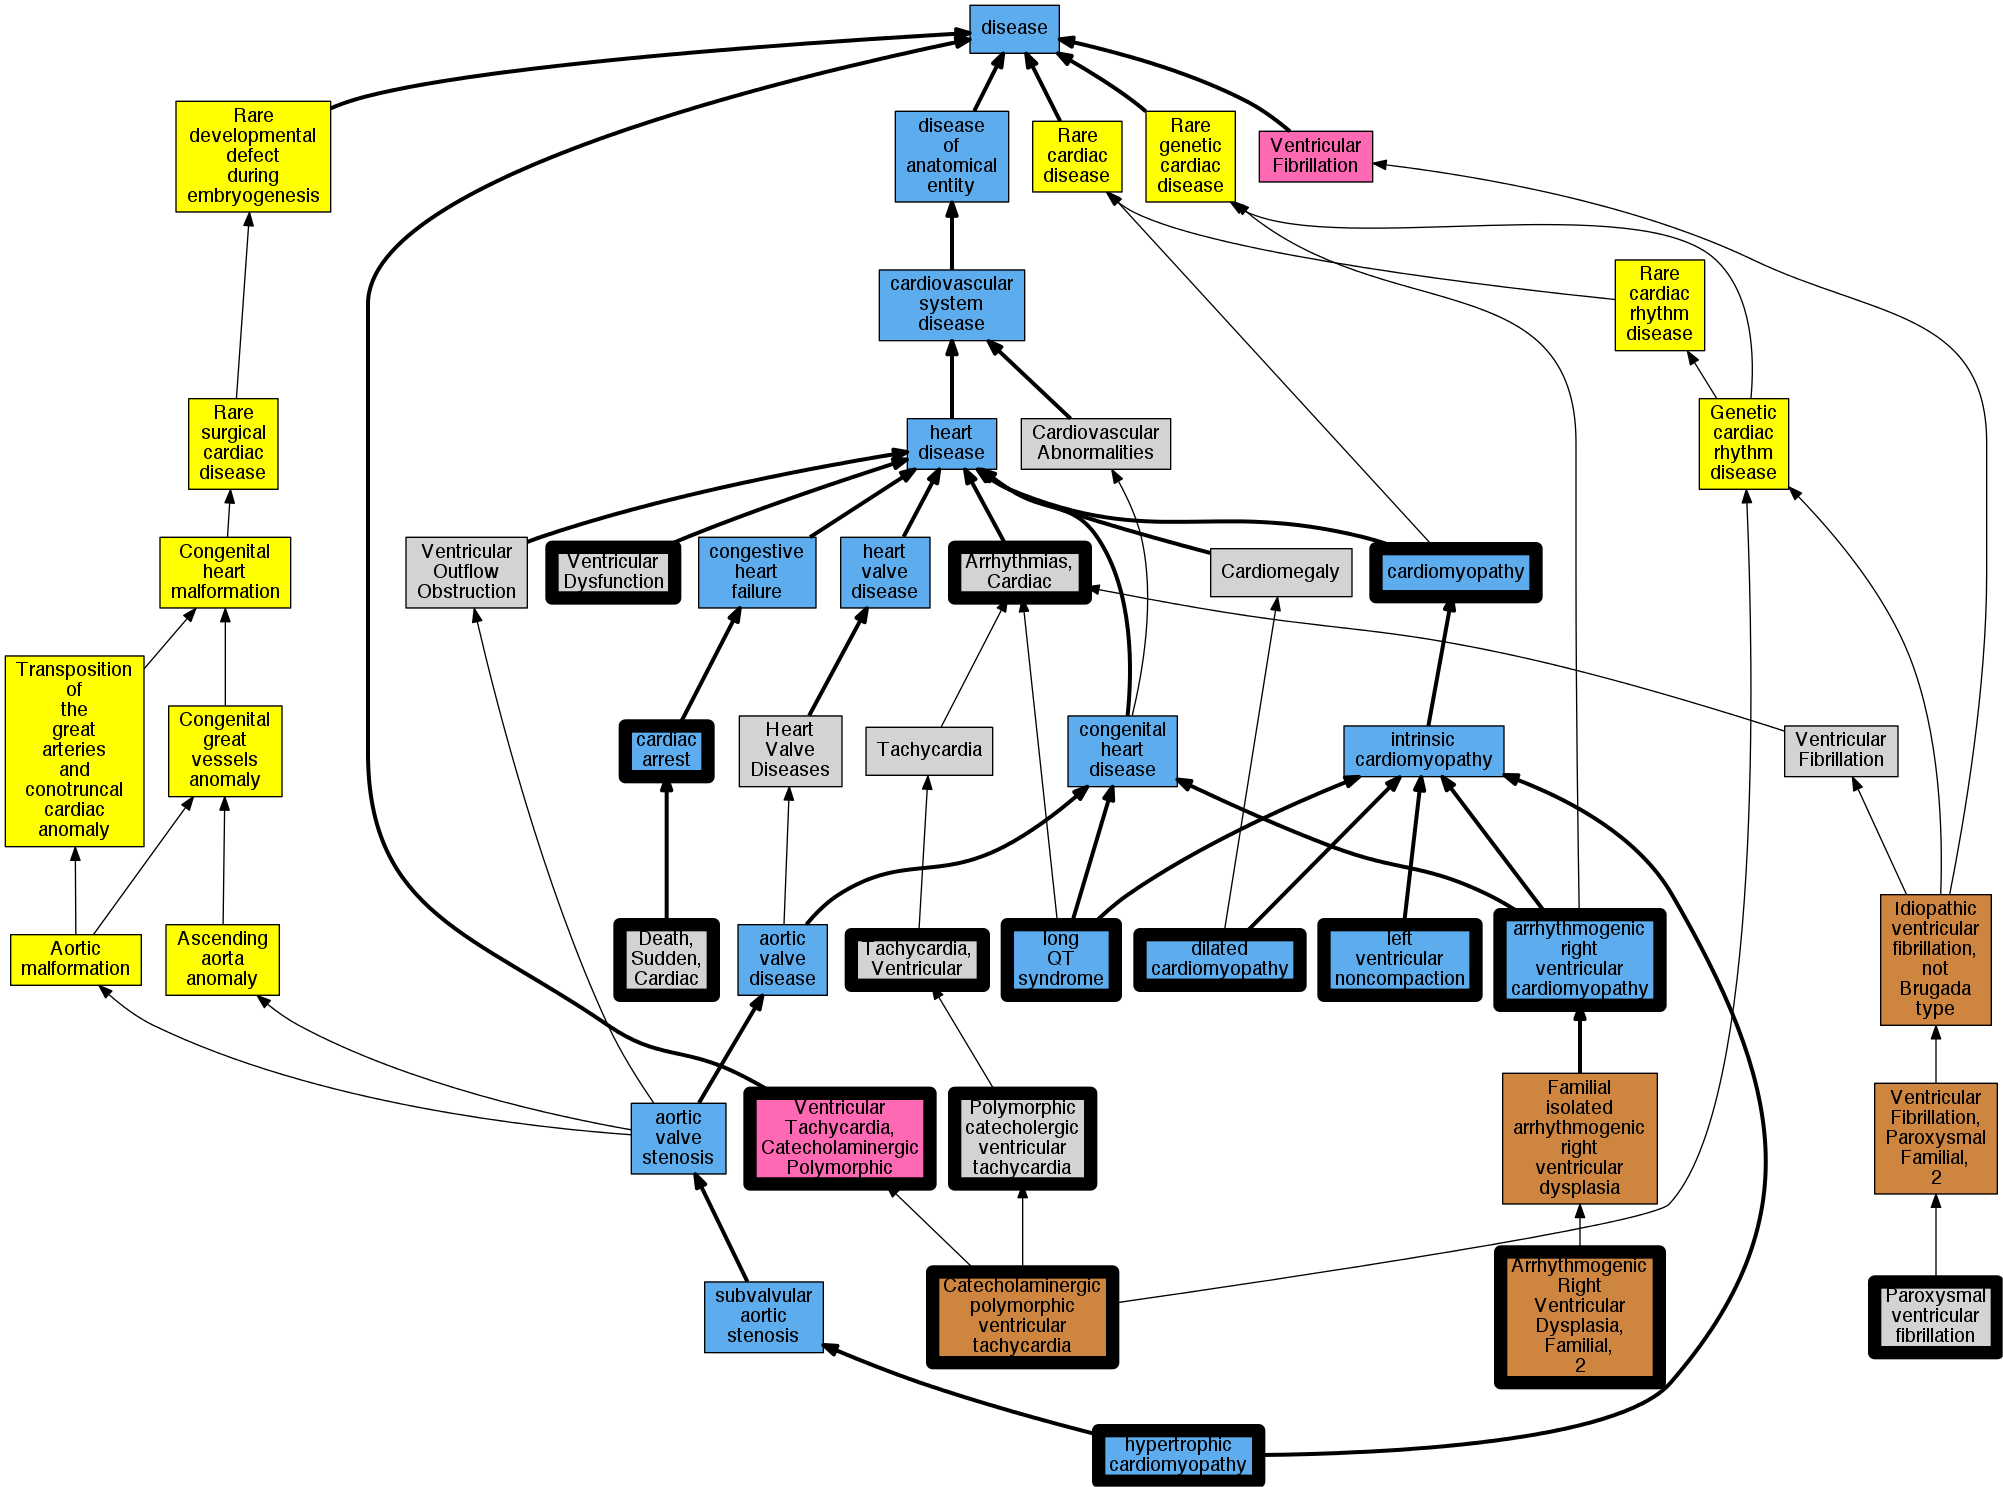 disease
Rare
developmental
defect
during
embryogenesis
disease
of
anatomical
entity
Rare
cardiac
disease
Rare
genetic
cardiac
disease
Ventricular
Fibrillation
cardiovascular
system
disease
Rare
cardiac
rhythm
disease
Rare
surgical
cardiac
disease
heart
disease
Cardiovascular
Abnormalities
Genetic
cardiac
rhythm
disease
Congenital
heart
malformation
Ventricular
Outflow
Obstruction
Ventricular
Dysfunction
congestive
heart
failure
heart
valve
disease
Arrhythmias,
Cardiac
Cardiomegaly
cardiomyopathy
Transposition
of
the
great
arteries
and
conotruncal
cardiac
anomaly
Congenital
great
vessels
anomaly
cardiac
arrest
Heart
Valve
Diseases
Tachycardia
congenital
heart
disease
intrinsic
cardiomyopathy
Ventricular
Fibrillation
Aortic
malformation
Ascending
aorta
anomaly
Death,
Sudden,
Cardiac
aortic
valve
disease
Tachycardia,
Ventricular
long
QT
syndrome
dilated
cardiomyopathy
left
ventricular
noncompaction
arrhythmogenic
right
ventricular
cardiomyopathy
Idiopathic
ventricular
fibrillation,
not
Brugada
type
aortic
valve
stenosis
Ventricular
Tachycardia,
Catecholaminergic
Polymorphic
Polymorphic
catecholergic
ventricular
tachycardia
Familial
isolated
arrhythmogenic
right
ventricular
dysplasia
Ventricular
Fibrillation,
Paroxysmal
Familial,
2
subvalvular
aortic
stenosis
Catecholaminergic
polymorphic
ventricular
tachycardia
Arrhythmogenic
Right
Ventricular
Dysplasia,
Familial,
2
Paroxysmal
ventricular
fibrillation
hypertrophic
cardiomyopathy